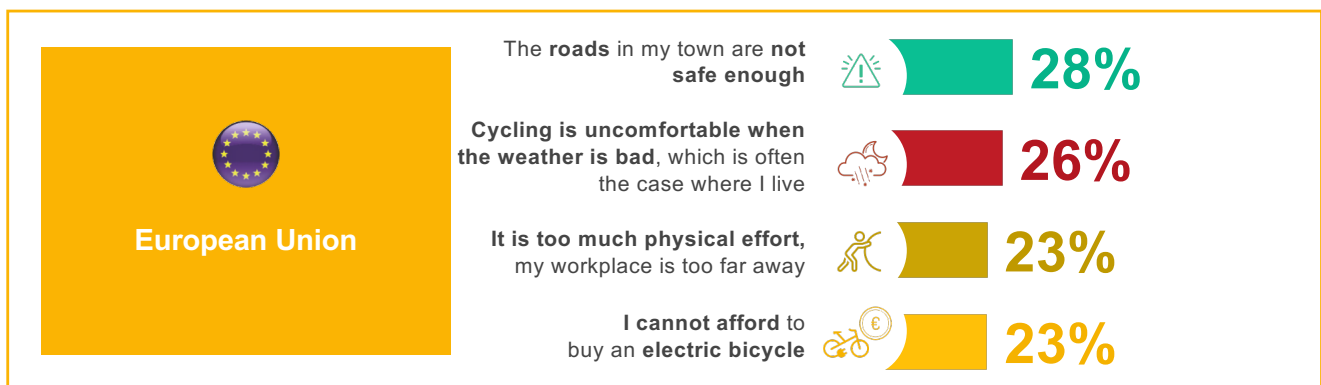 European Union
The roads in my town are not
safe enough
28%
Cycling is uncomfortable when
the weather is bad, which is often
the case where I live
26%
It is too much physical effort,
my workplace is too far away
23%
I cannot afford to
buy an electric bicycle
€
23%